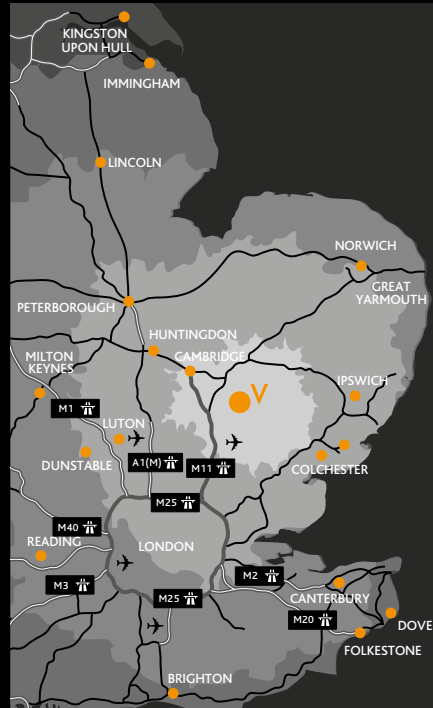 KINGSTON
UPON HULL
IMMINGHAM
LINCOLN
NORWICH
GREAT
YARMOUTH
PETERBOROUGH
HUNTINGDON
CAMBRIDGE
MILTON
KEYNES
V
IPSWICH
M1
LUTON
DUNSTABLE
A1(M)
M11
COLCHESTER
M25
M40
READING
LONDON
M3
M25
M2
CANTERBURY
M20
DOVE
FOLKESTONE
BRIGHTON